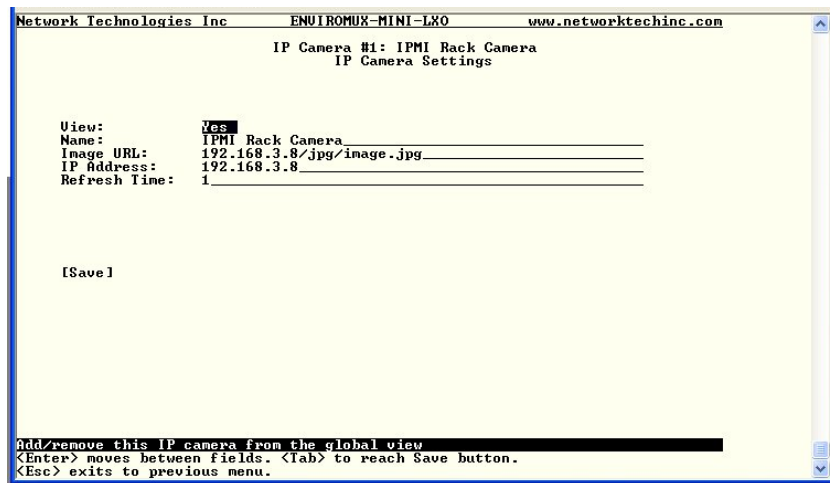 Network Technologies Inc ENVIROMUX-MINI-LXO www.networktechinc.com
IP Camera #1: IPMI Rack Camera
IP Camera Settings
View: Yes
Name: IPMI Rack Camera
Image URL: 192.168.3.8/jpg/image.jpg
IP Address: 192.168.3.8
Refresh Time: 1
[Save]
Add/remove this IP camera from the global view
<Enter> moves between fields. <Tab> to reach Save button.
<Esc> exits to previous menu.